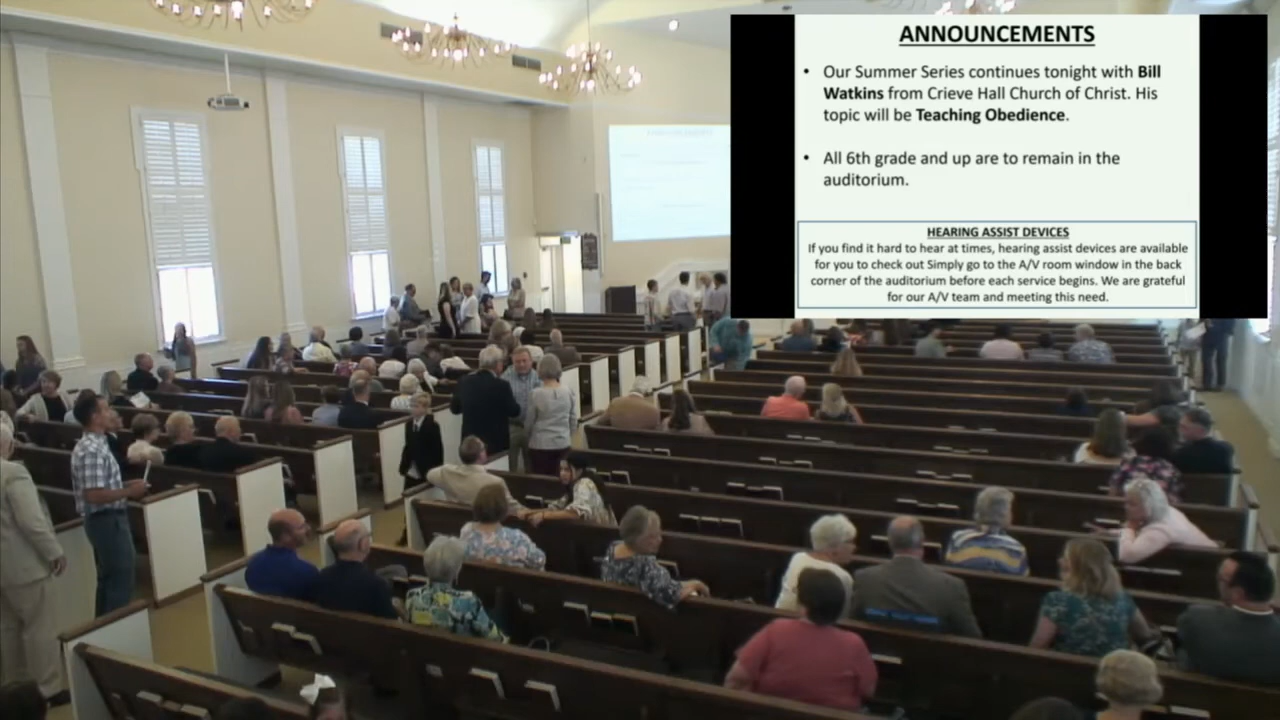 ANNOUNCEMENTS
• Our Summer Series continues tonight with Bill
Watkins from Crieve Hall Church of Christ. His
topic will be Teaching Obedience.
• All 6th grade and up are to remain in the
auditorium.
HEARING ASSIST DEVICES
If you find it hard to hear at times, hearing assist devices are available
for you to check out Simply go to the A/V room window in the back
corner of the auditorium before each service begins. We are grateful
for our A/V team and meeting this need.